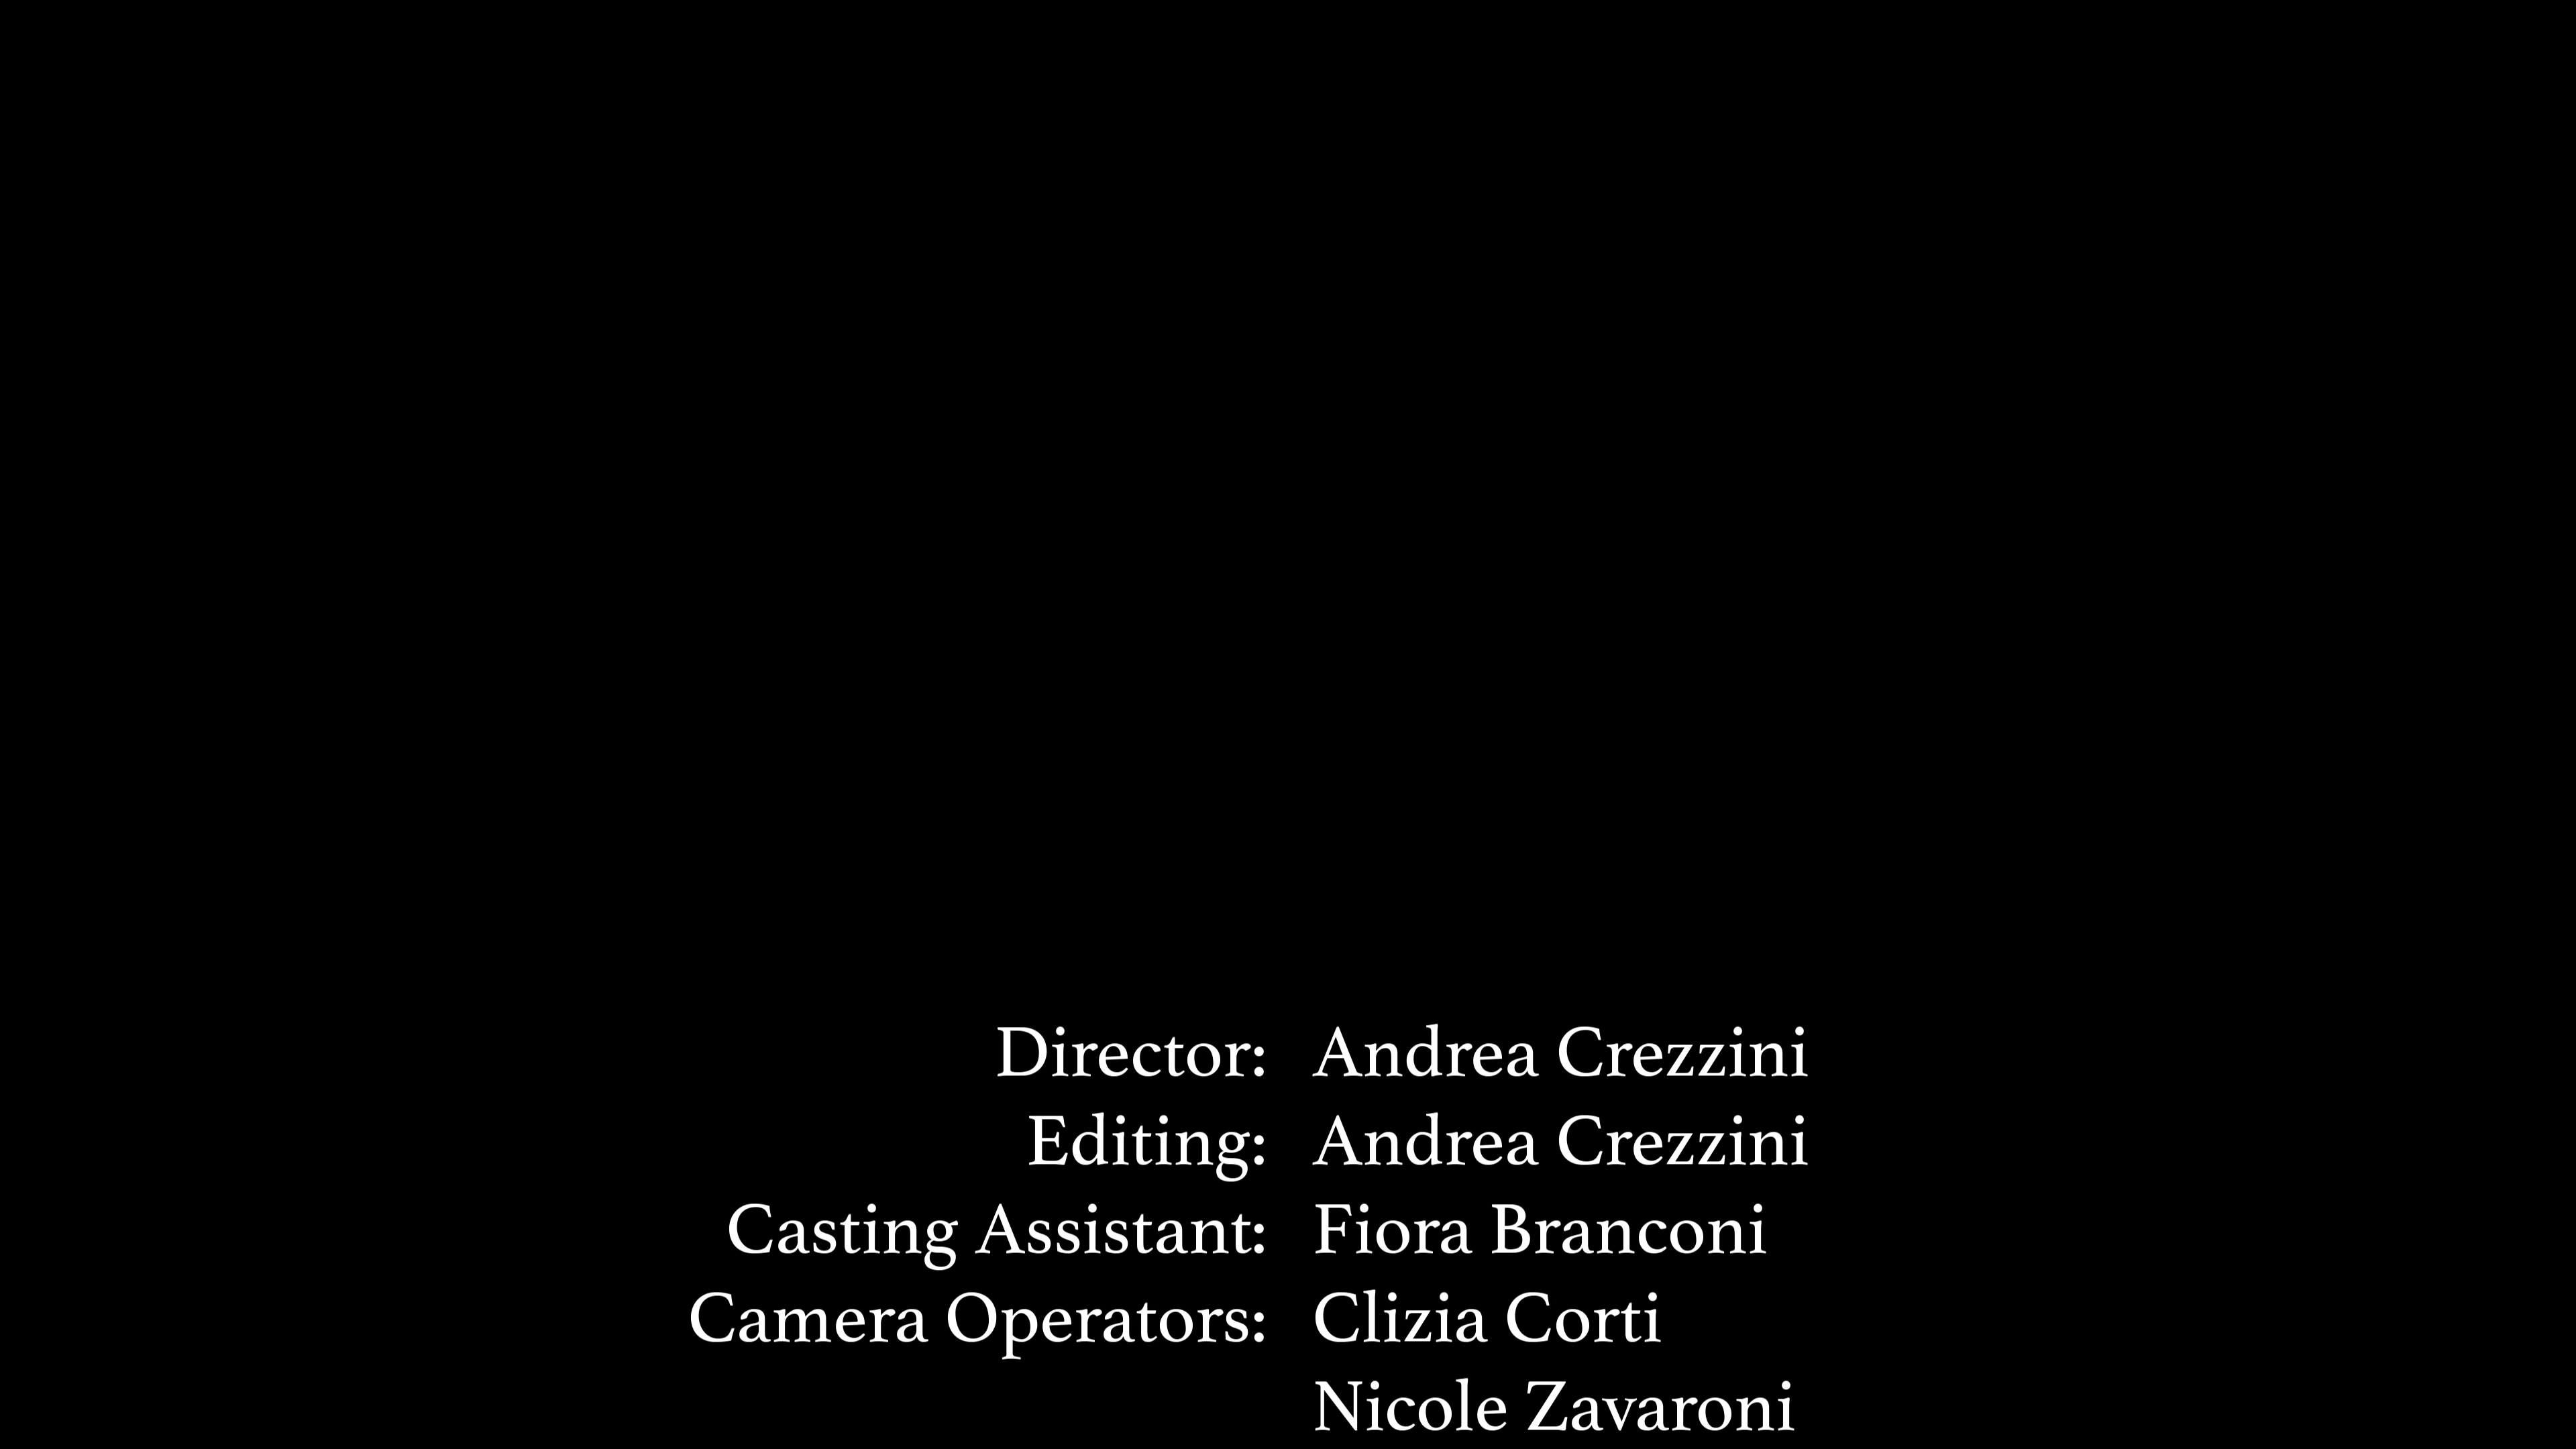 Director: Andrea Crezzini
Editing: Andrea Crezzini
Casting Assistant: Fiora Branconi
Camera Operators: Clizia Corti
Nicole Zavaroni